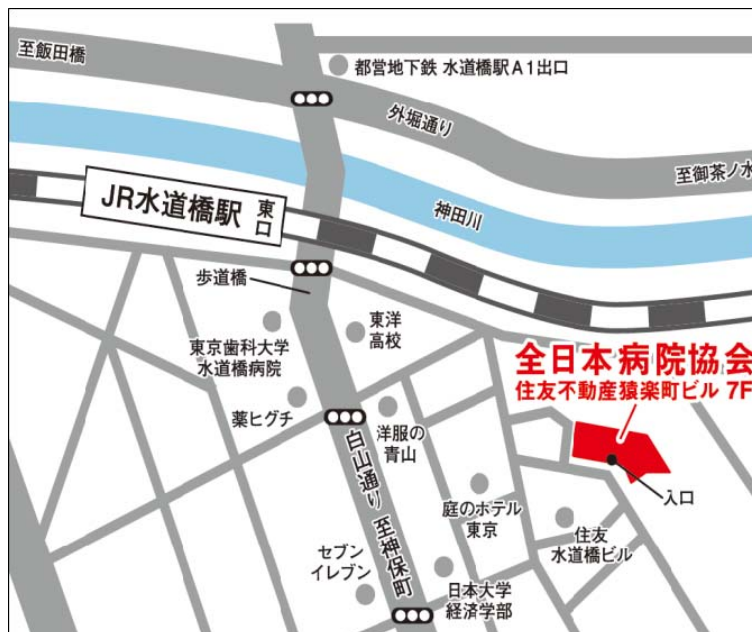 至飯田橋
都営地下鉄 水道橋駅A1出口
外堀通り
至御茶ノ水
JR水道橋駅
東口
神田川
歩道橋
東洋
高校
東京歯科大学
水道橋病院
全日本病院協会
住友不動産猿楽町ビル 7F
薬ヒグチ
洋服の
青山
白山通り 至神保町
入口
庭のホテル
東京
住友
水道橋ビル
セブン
イレブン
日本大学
経済学部